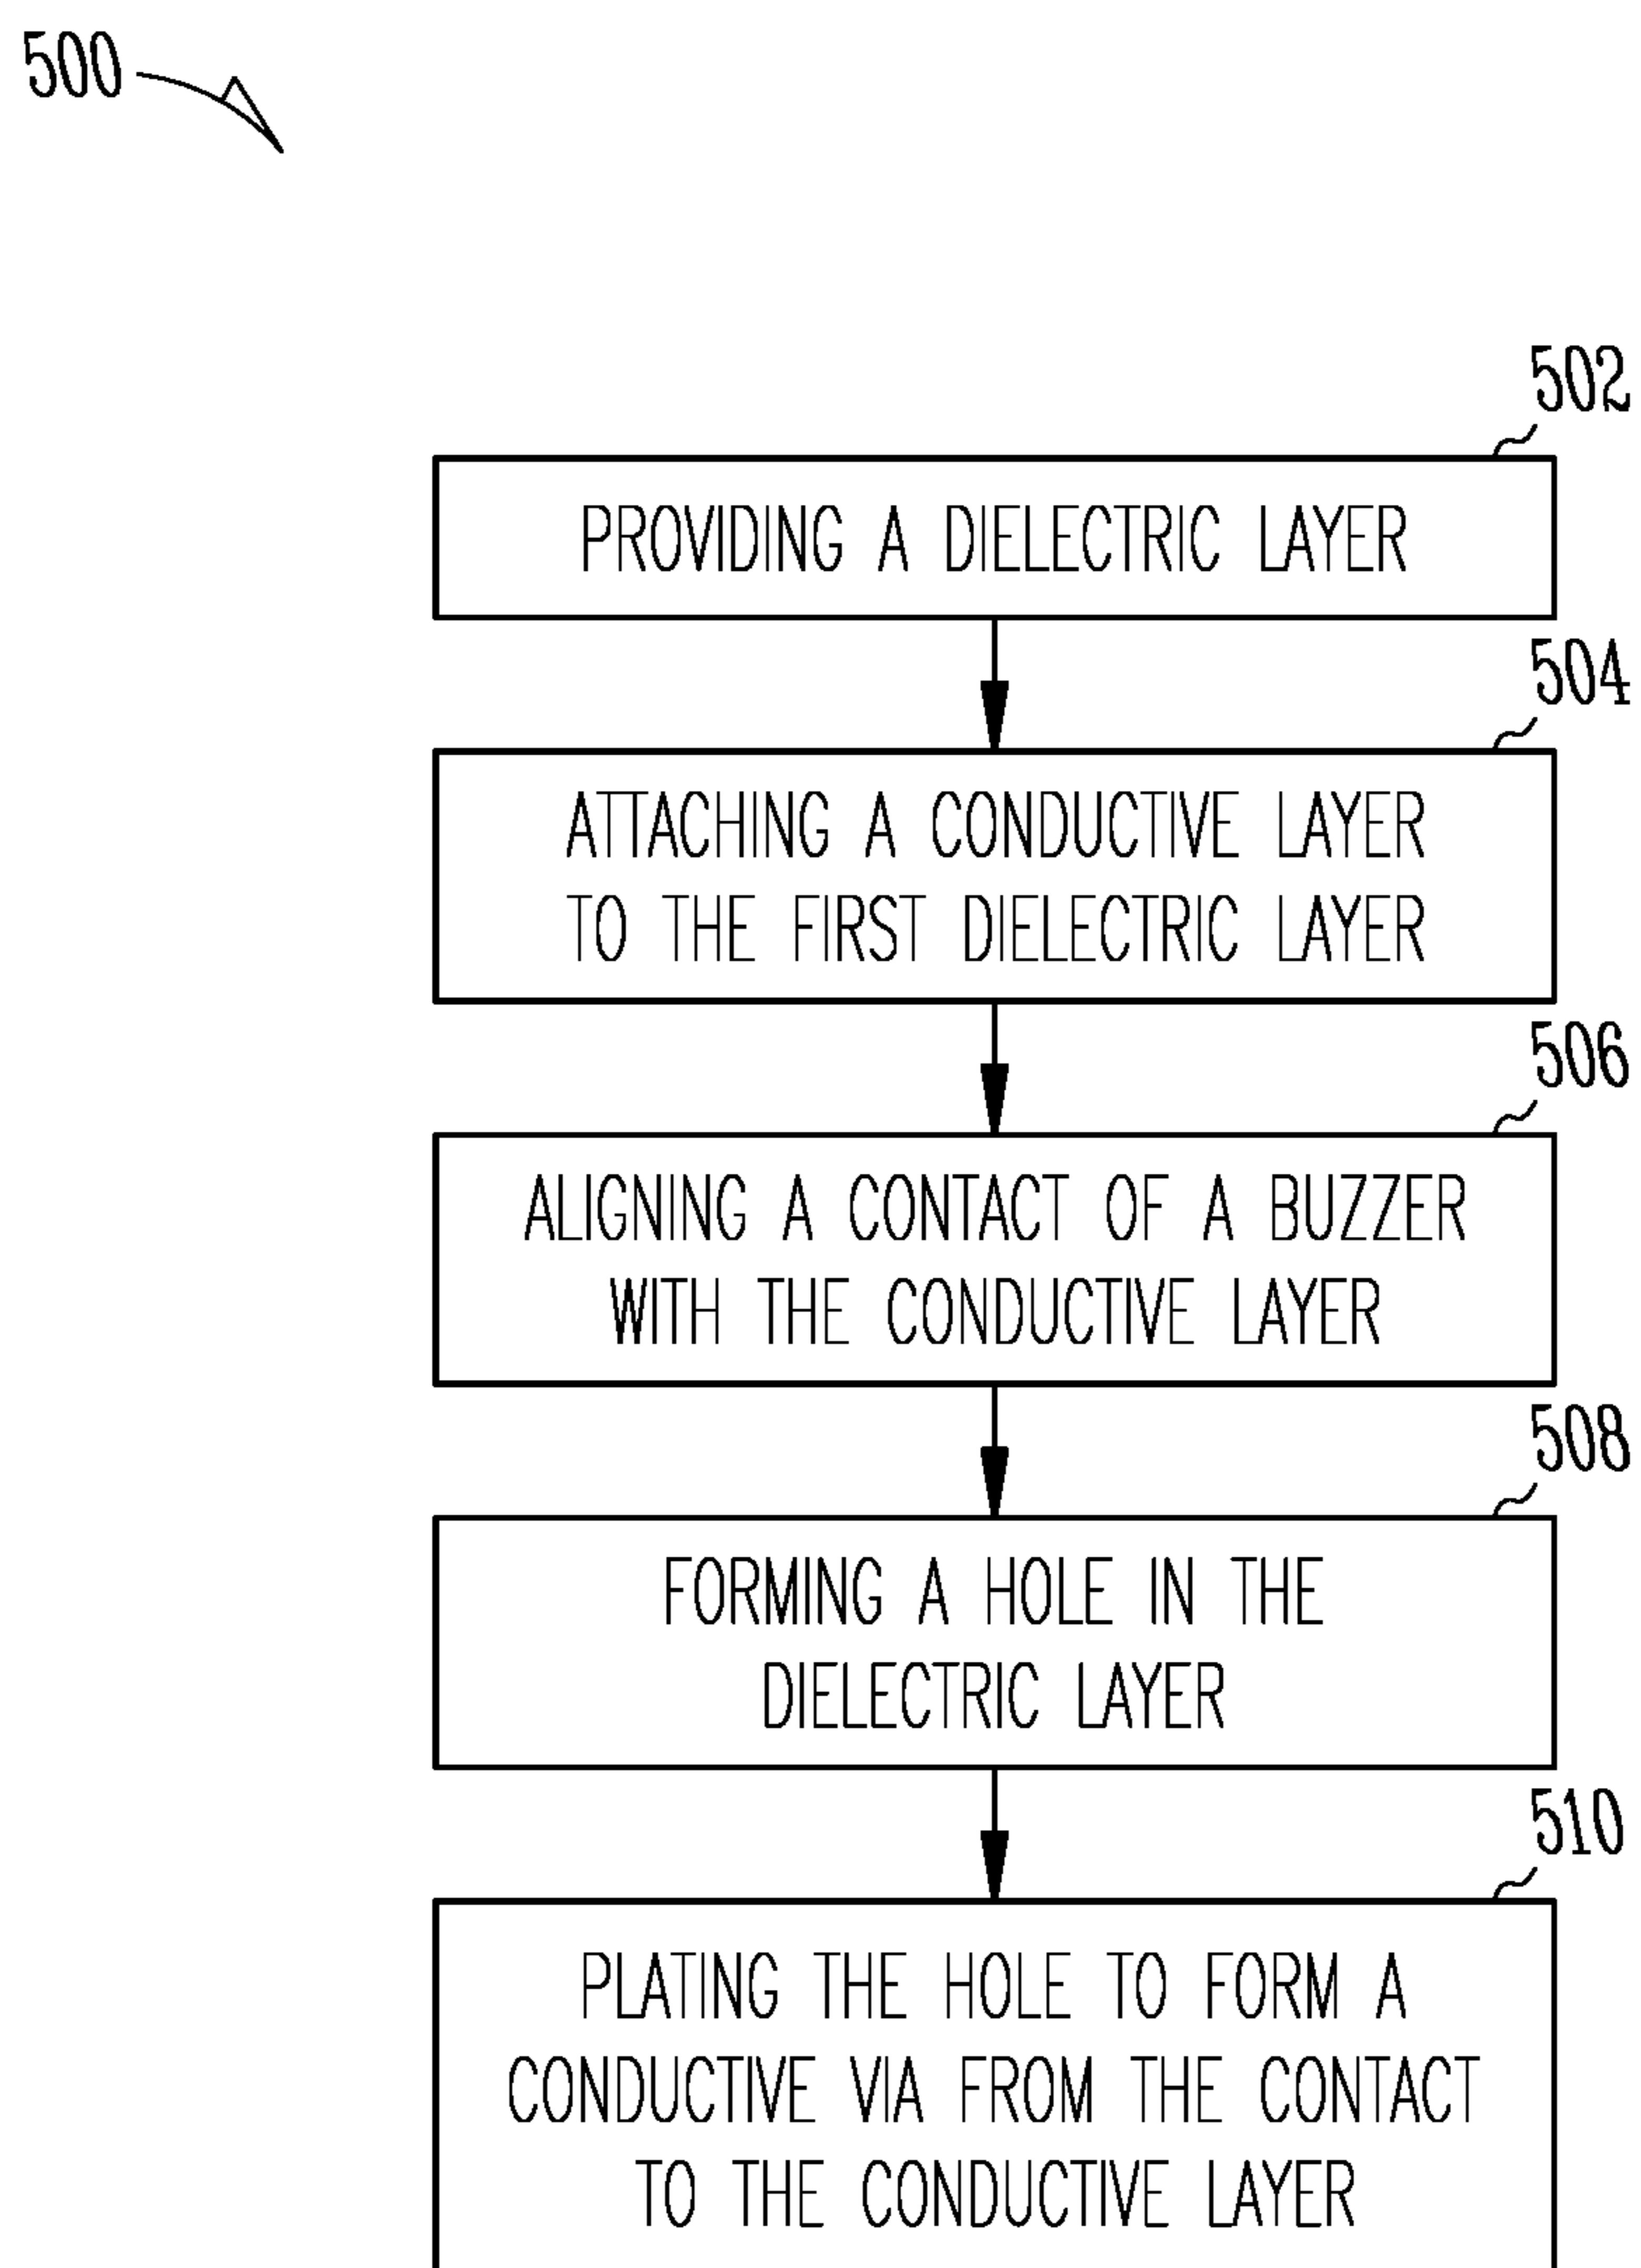 500
502
PROVIDING A DIELECTRIC LAYER
504
ATTACHING A CONDUCTIVE LAYER
TO THE FIRST DIELECTRIC LAYER
506
ALIGNING A CONTACT OF A BUZZER
WITH THE CONDUCTIVE LAYER
508
FORMING A HOLE IN THE
DIELECTRIC LAYER
510
PLATING THE HOLE TO FORM A
CONDUCTIVE VIA FROM THE CONTACT
TO THE CONDUCTIVE LAYER